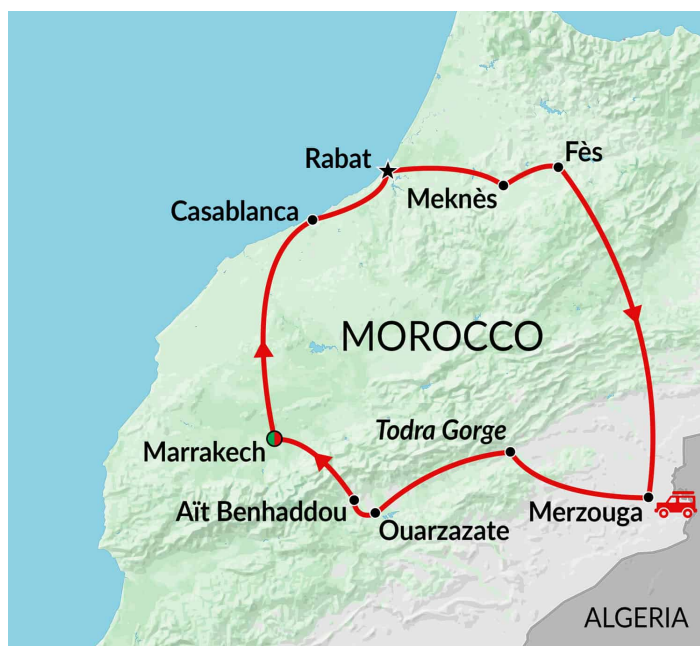 Fès
Rabat
Meknès
Casablanca
MOROCCO
Todra Gorge
Marrakech
Aït Benhaddou
Merzouga
Ouarzazate
ALGERIA